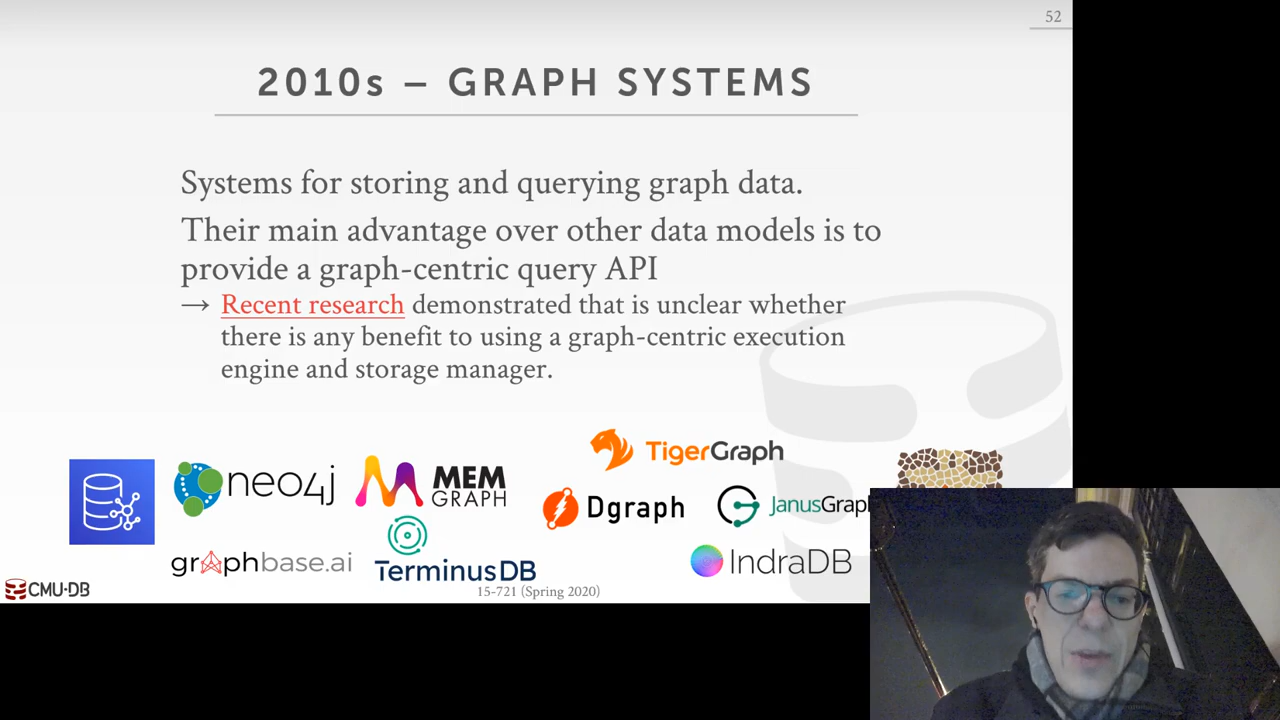 52
2010s – GRAPH SYSTEMS
Systems for storing and querying graph data.
Their main advantage over other data models is to
provide a graph-centric query API
→ Recent research demonstrated that is unclear whether
there is any benefit to using a graph-centric execution
engine and storage manager.
TigerGraph
neo4j
MEM
GRAPH
Dgraph
JanusGraph
graphbase.ai
TerminusDB
IndraDB
CMU·DB
15-721 (Spring 2020)